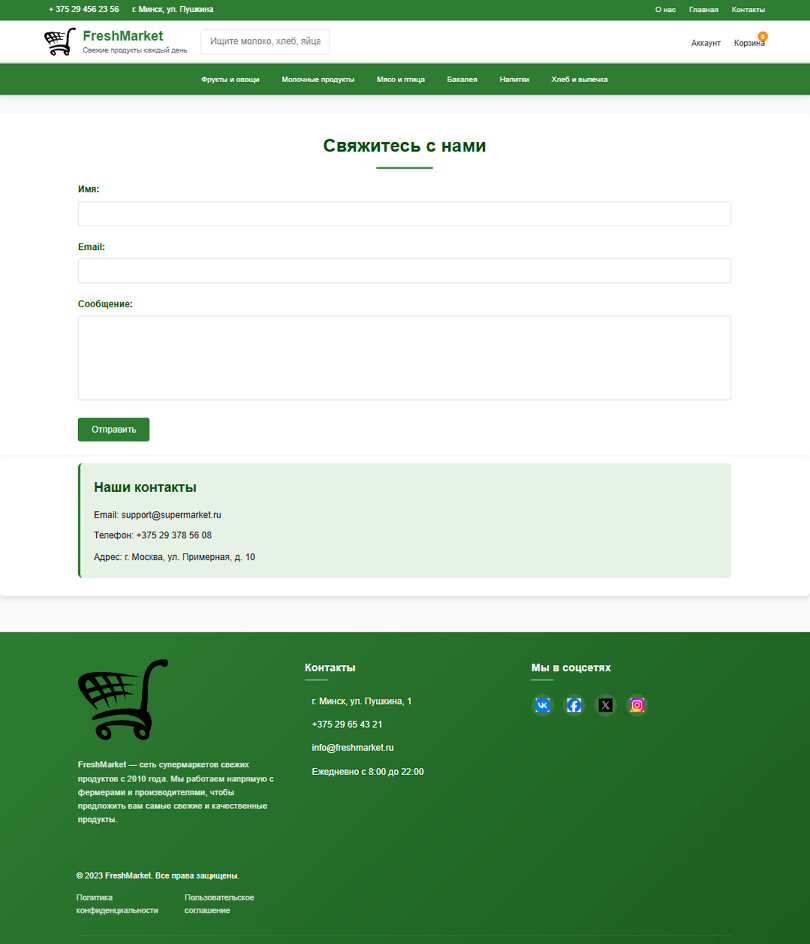 + 375 29 456 23 56 г. Минск, ул. Пушкина
О нас Главная Контакты
FreshMarket
Свежие продукты каждый день
Ищите молоко, хлеб, яйца
Аккаунт Корзина
0
Фрукты и овощи Молочные продукты Мясо и птица Бакалея Напитки Хлеб и выпечка
Свяжитесь с нами
Имя:
Email:
Сообщение:
Отправить
Наши контакты
Email: support@supermarket.ru
Телефон: +375 29 378 56 08
Адрес: г. Москва, ул. Примерная, д. 10
FreshMarket — сеть супермаркетов свежих
продуктов с 2010 года. Мы работаем напрямую с
фермерами и производителями, чтобы
предложить вам самые свежие и качественные
продукты.
Контакты
г. Минск, ул. Пушкина, 1
+375 29 65 43 21
info@freshmarket.ru
Ежедневно с 8:00 до 22:00
Мы в соцсетях
© 2023 FreshMarket. Все права защищены.
Политика
конфиденциальности
Пользовательское
соглашение